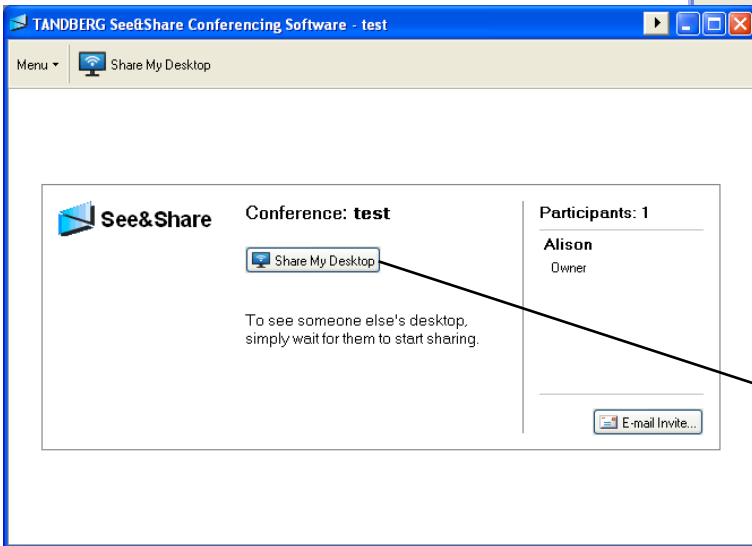 TANDBERG See&Share Conferencing Software - test
Menu
Share My Desktop
See&Share
Conference: test
Share My Desktop
To see someone else's desktop,
simply wait for them to start sharing.
Participants: 1
Alison
Owner
E-mail Invite...